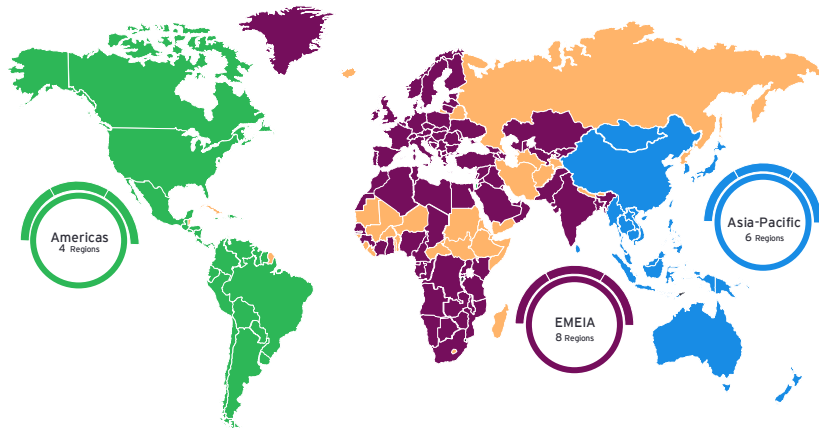 Americas
4 Regions
EMEIA
8 Regions
Asia-Pacific
6 Regions